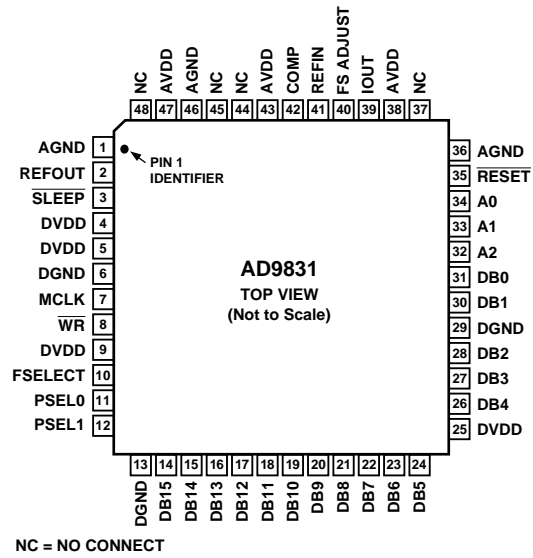 NC
AVDD
AGND
NC
NC
AVDD
COMP
REFIN
FS ADJUST
IOUT
AVDD
NC
48 47 46 45 44 43 42 41 40 39 38 37
AGND 1
REFOUT 2
SLEEP 3
DVDD 4
DVDD 5
DGND 6
MCLK 7
WR 8
DVDD 9
FSELECT 10
PSEL0 11
PSEL1 12
PIN 1
IDENTIFIER
AD9831
TOP VIEW
(Not to Scale)
36 AGND
35 RESET
34 A0
33 A1
32 A2
31 DB0
30 DB1
29 DGND
28 DB2
27 DB3
26 DB4
25 DVDD
13 14 15 16 17 18 19 20 21 22 23 24
DGND
DB15
DB14
DB13
DB12
DB11
DB10
DB9
DB8
DB7
DB6
DB5
NC = NO CONNECT